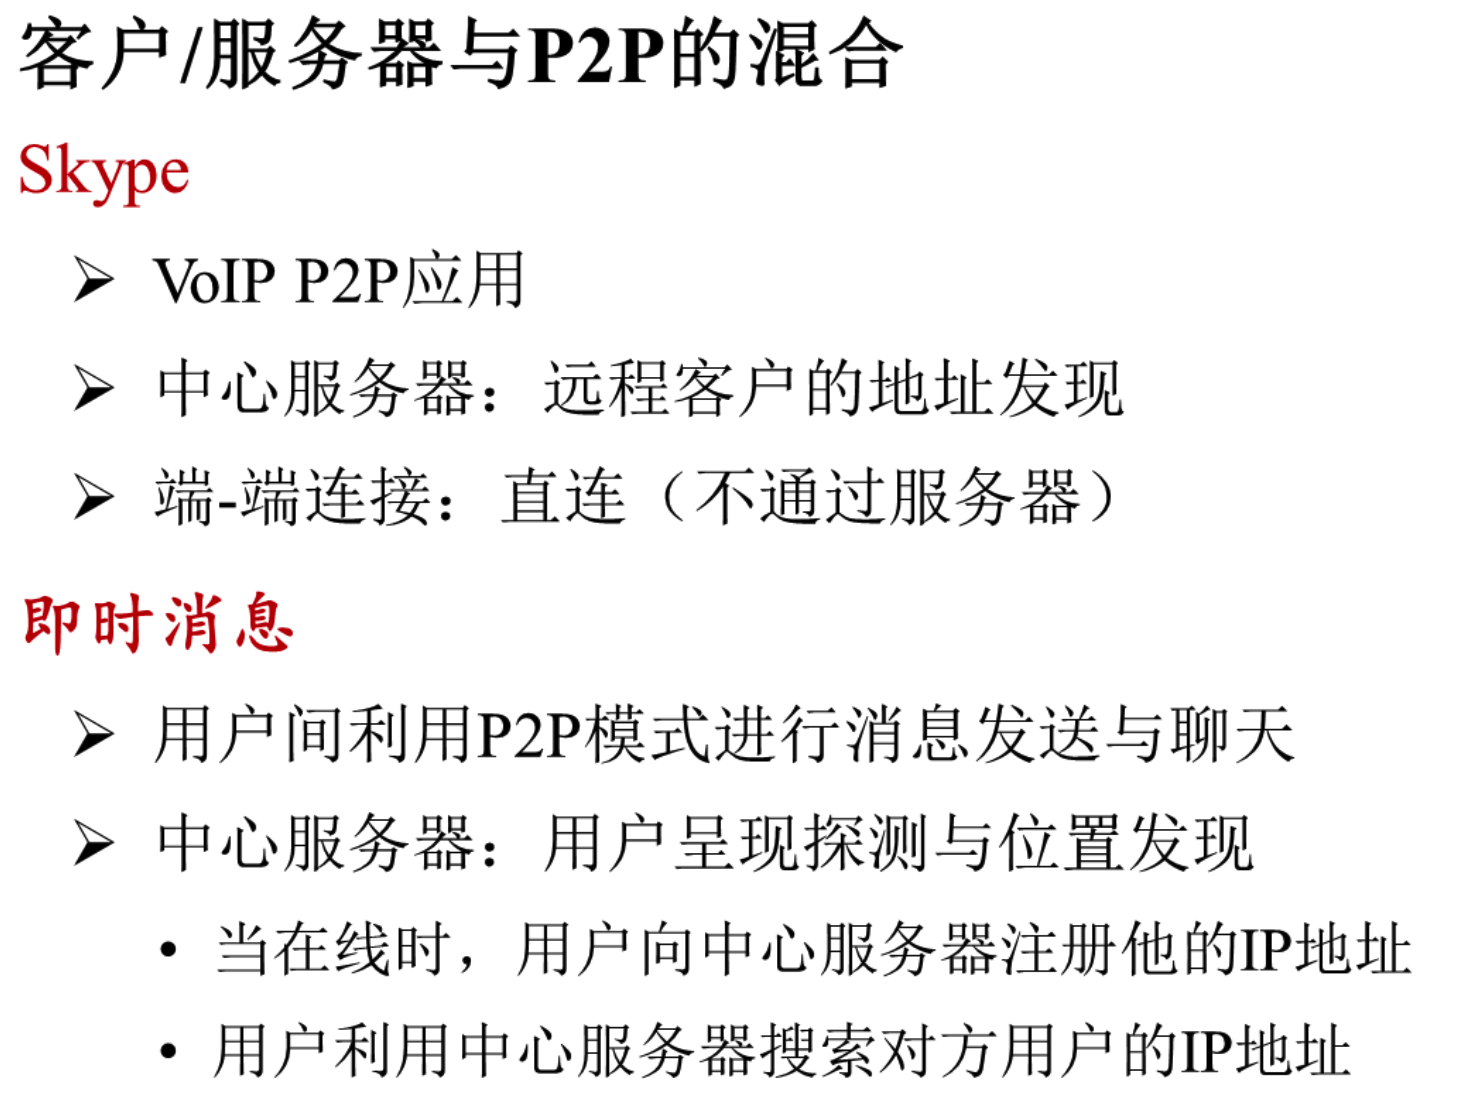 客户/服务器与P2P的混合
Skype
➢ VoIP P2P应用
➢ 中心服务器：远程客户的地址发现
➢ 端-端连接：直连（不通过服务器）
即时消息
➢ 用户间利用P2P模式进行消息发送与聊天
➢ 中心服务器：用户呈现探测与位置发现
• 当在线时，用户向中心服务器注册他的IP地址
• 用户利用中心服务器搜索对方用户的IP地址